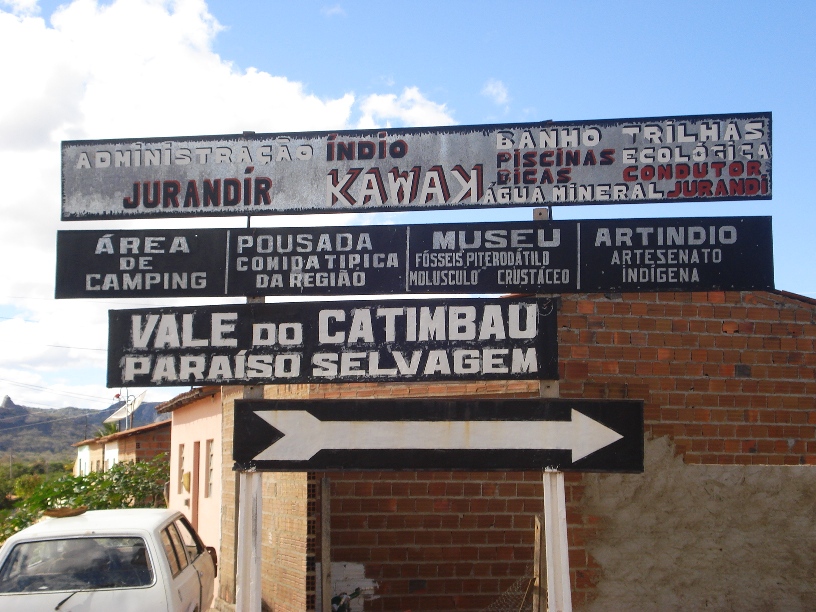 ADMINISTRAÇÃO ÍNDIO BANHO TRILHAS
PISCINAS ECOLÓGICA
JURANDÍR KAWAK BICAS CONDUTOR
ÁGUA MINERAL JURANDI
ÁREA DE CAMPING
POUSADA
COMIDA TIPICA
DA REGIÃO
MUSEU
FÓSSEIS PITERODÁTILO
MOLUSCULO CRUSTÁCEO
ARTINDIO
ARTESENATO
INDÍGENA
VALE DO CATIMBAU
PARAÍSO SELVAGEM